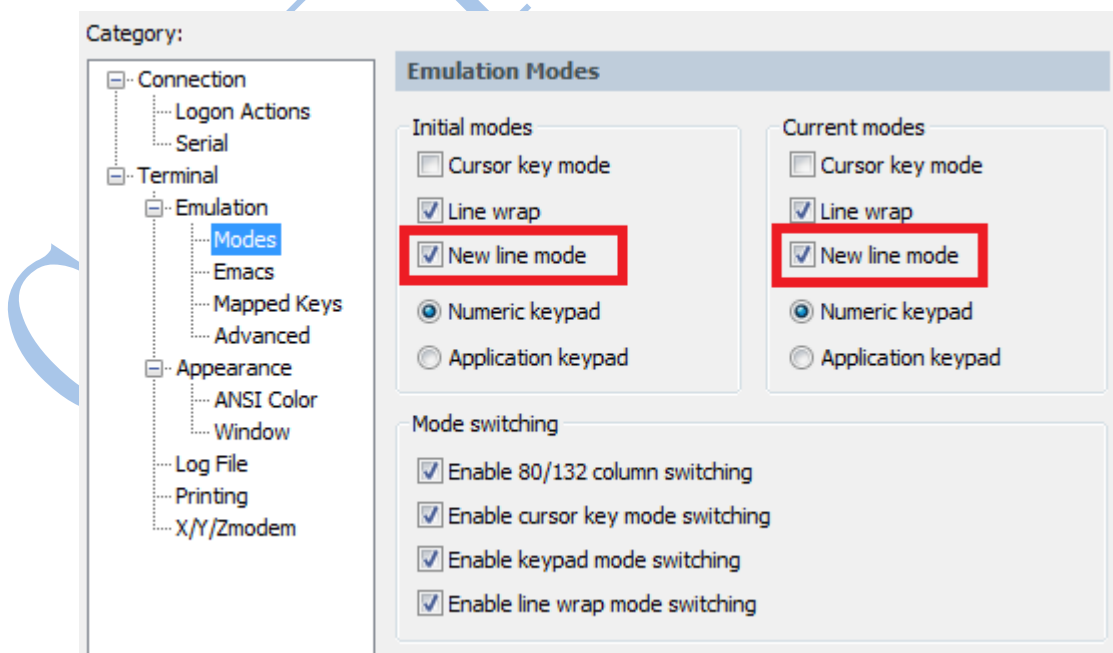 Category:
Connection
Logon Actions
Serial
Terminal
Emulation
Modes
Emacs
Mapped Keys
Advanced
Appearance
ANSI Color
Window
Log File
Printing
X/Y/Zmodem
Emulation Modes
Initial modes
Cursor key mode
Line wrap
New line mode
Numeric keypad
Application keypad
Current modes
Cursor key mode
Line wrap
New line mode
Numeric keypad
Application keypad
Mode switching
Enable 80/132 column switching
Enable cursor key mode switching
Enable keypad mode switching
Enable line wrap mode switching